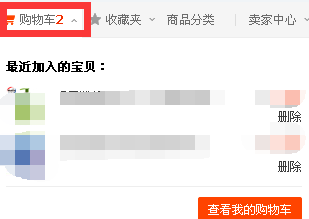 购物车2 收藏夹 商品分类 卖家中心
最近加入的宝贝：
删除
删除
查看我的购物车